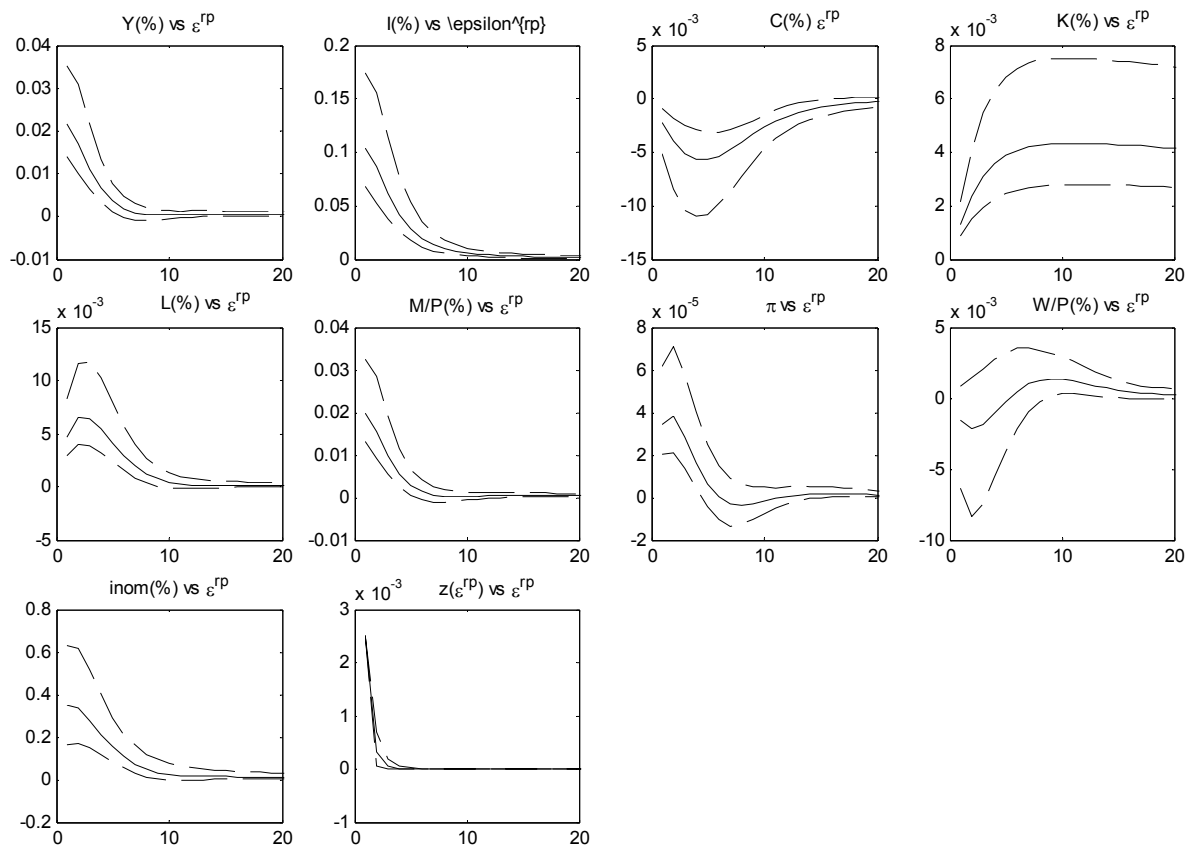 Y(%) vs ε^rp
0.04
0.03
0.02
0.01
0
-0.01
0 10 20
I(%) vs \epsilon^{rp}
0.2
0.15
0.1
0.05
0
0 10 20
x 10^-3 C(%) ε^rp
5
0
-5
-10
-15
0 10 20
x 10^-3 K(%) ε^rp
8
6
4
2
0
0 10 20
x 10^-3 L(%) vs ε^rp
15
10
5
0
-5
0 10 20
M/P(%) vs ε^rp
0.04
0.03
0.02
0.01
0
-0.01
0 10 20
x 10^-5 π vs ε^rp
8
6
4
2
0
-2
0 10 20
x 10^-3 W/P(%) vs ε^rp
5
0
-5
-10
0 10 20
inom(%) vs ε^rp
0.8
0.6
0.4
0.2
0
-0.2
0 10 20
x 10^-3 z(ε^rp) vs ε^rp
3
2
1
0
-1
0 10 20